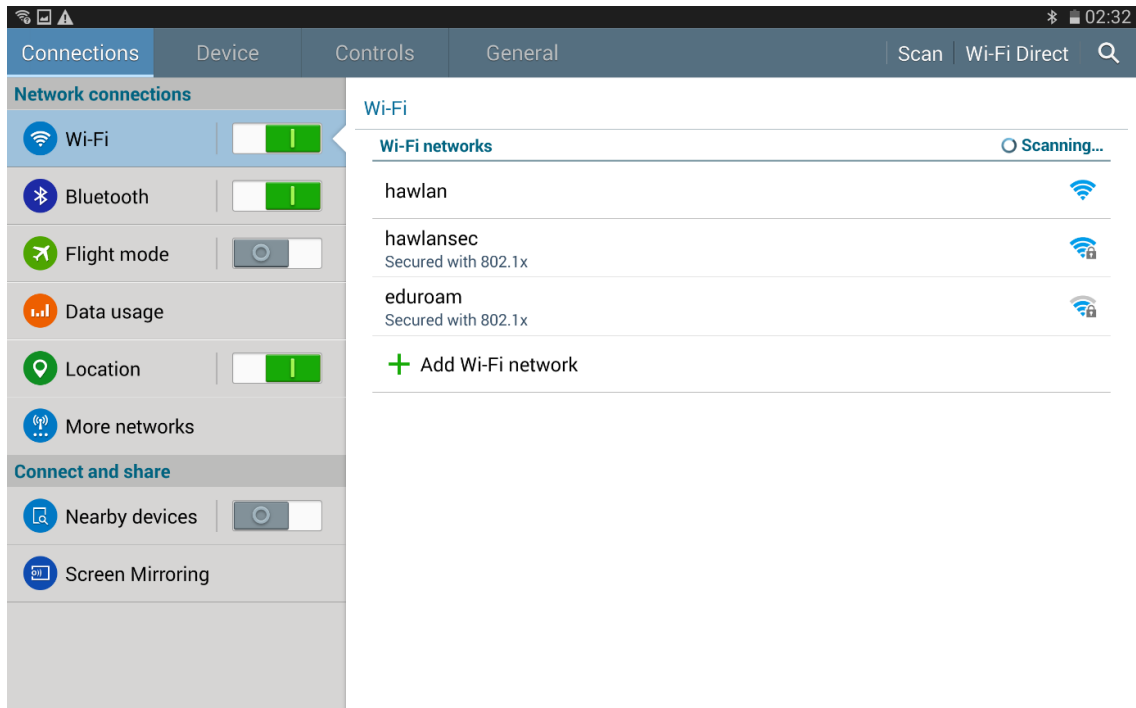 02:32
Connections Device Controls General Scan Wi-Fi Direct
Network connections
Wi-Fi
Bluetooth
Flight mode
Data usage
Location
More networks
Connect and share
Nearby devices
Screen Mirroring
Wi-Fi
Wi-Fi networks Scanning...
hawlan
hawlansec
Secured with 802.1x
eduroam
Secured with 802.1x
Add Wi-Fi network